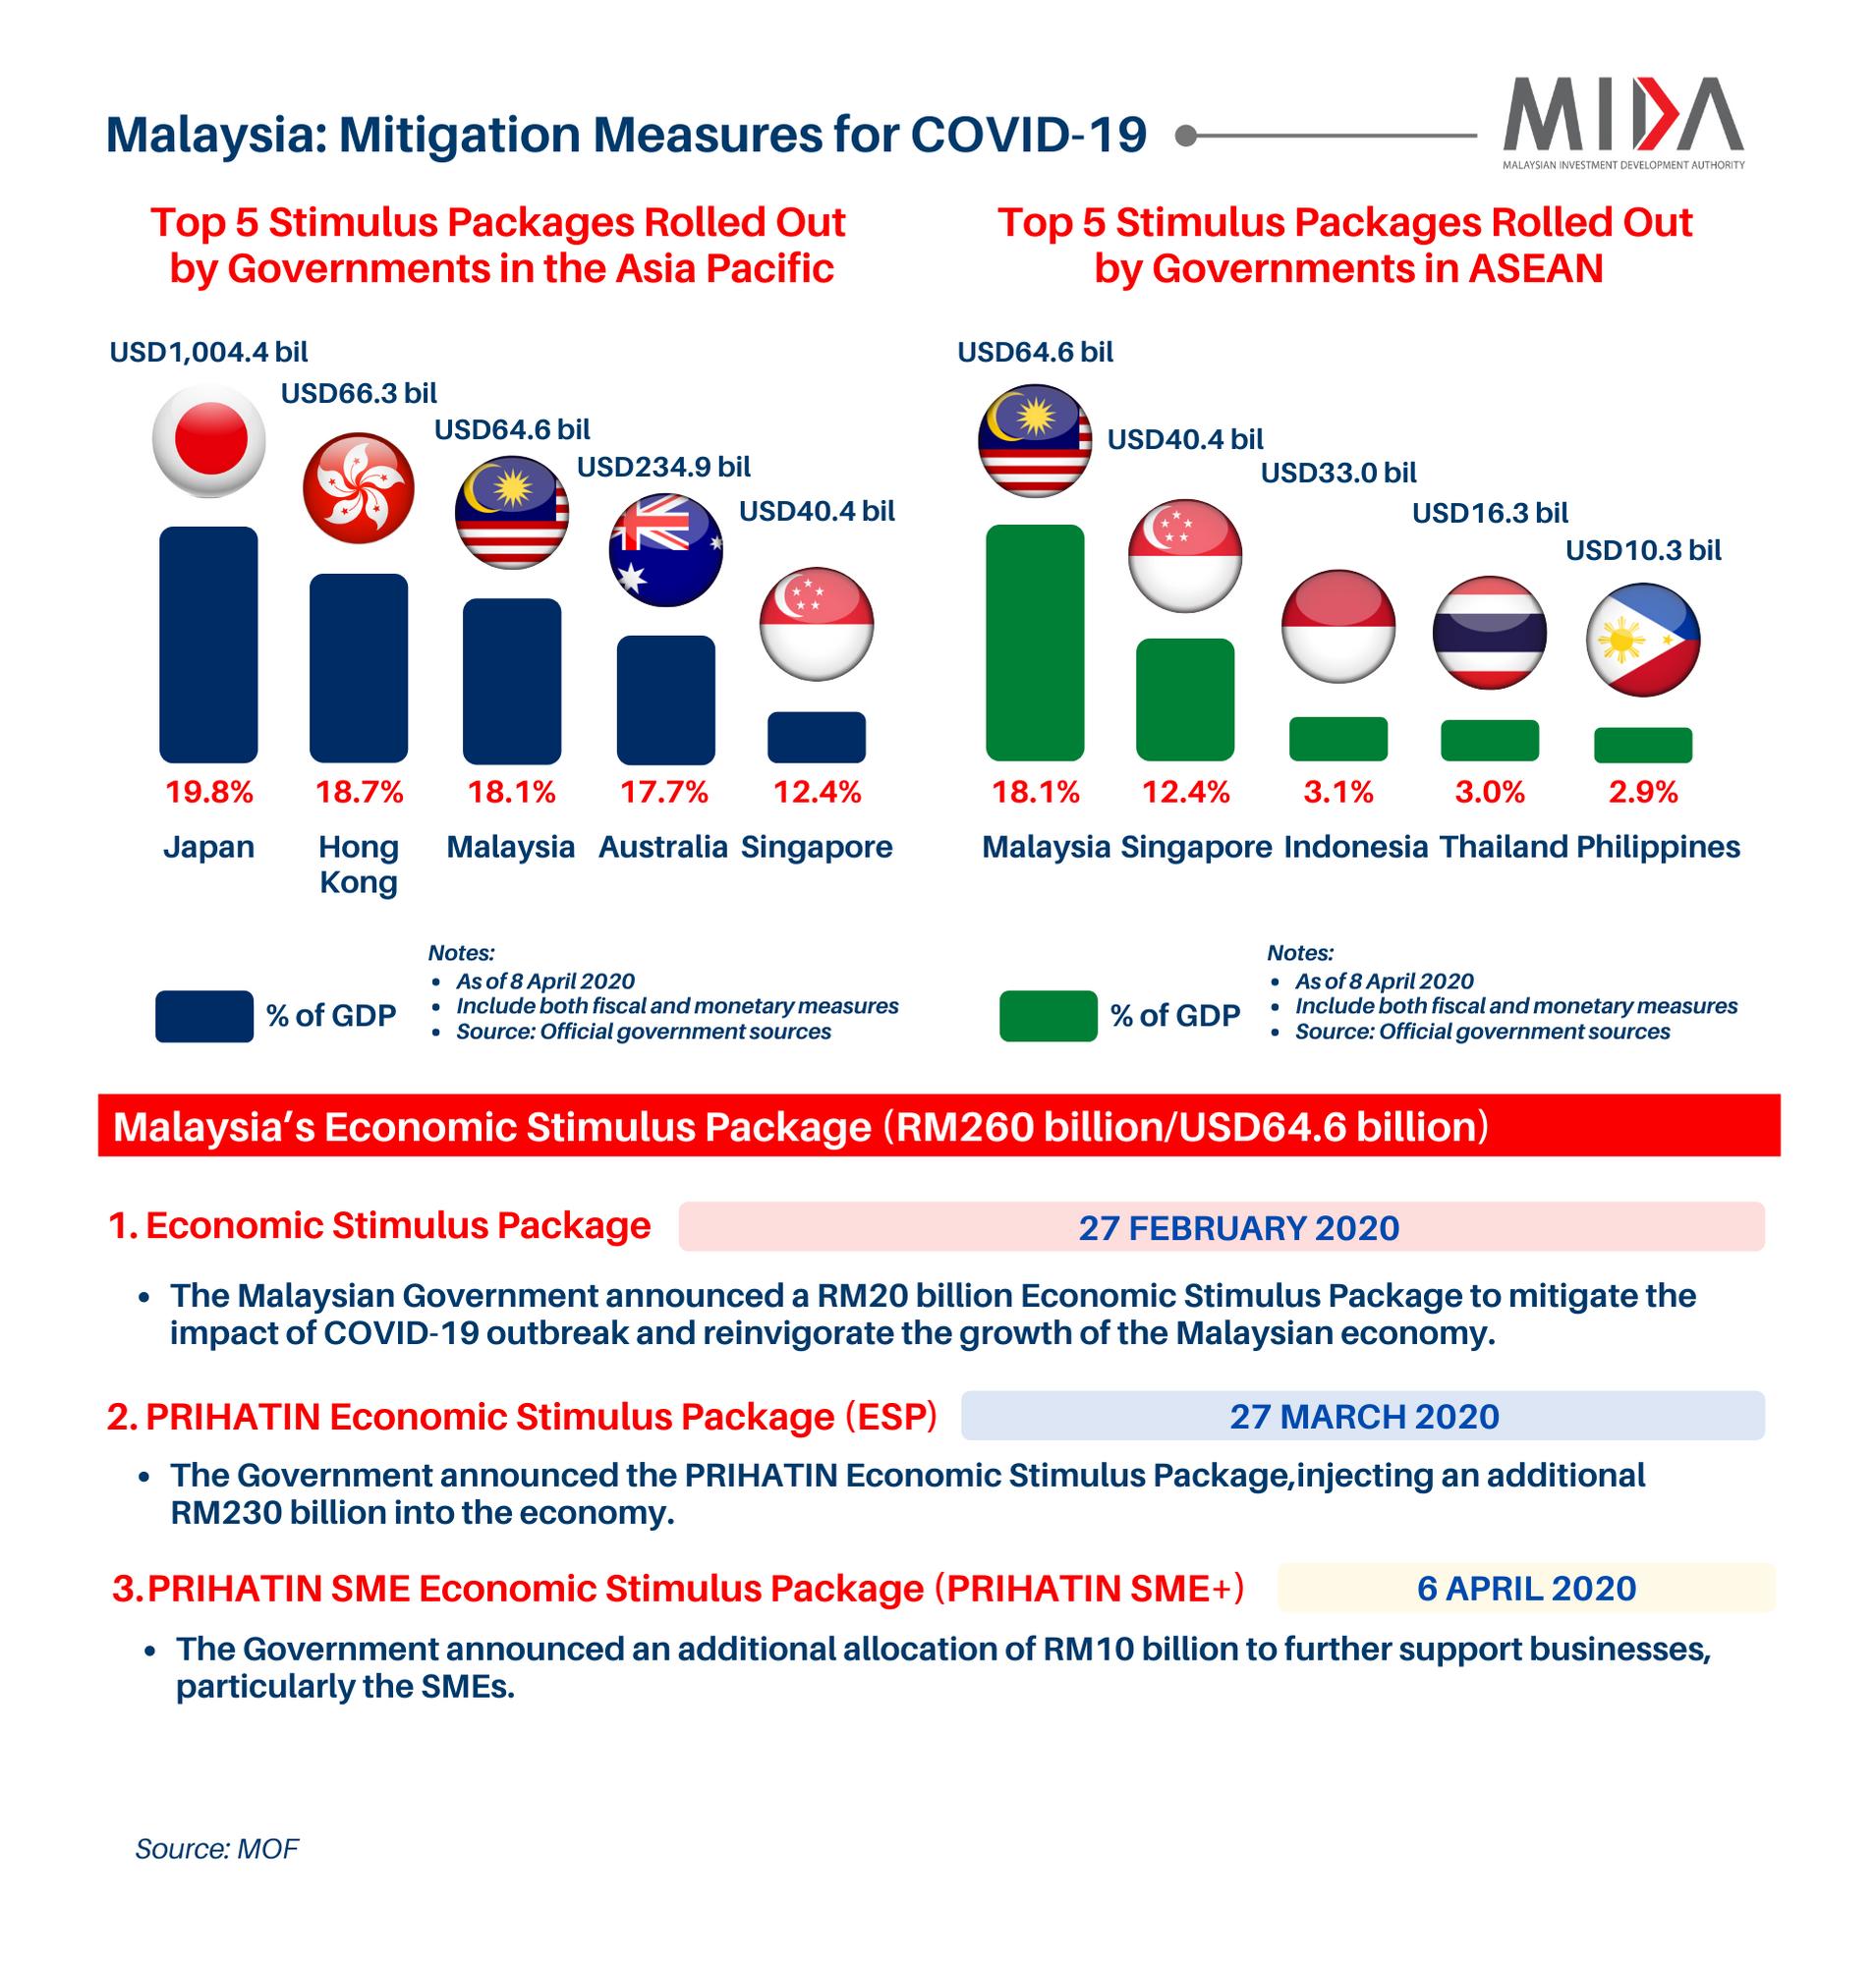 Malaysia: Mitigation Measures for COVID-19
MIDA
MALAYSIAN INVESTMENT DEVELOPMENT AUTHORITY
Top 5 Stimulus Packages Rolled Out
by Governments in the Asia Pacific
USD1,004.4 bil
USD66.3 bil
USD64.6 bil
USD234.9 bil
USD40.4 bil
19.8% 18.7% 18.1% 17.7% 12.4%
Japan Hong Malaysia Australia Singapore
Kong
% of GDP
Notes:
• As of 8 April 2020
• Include both fiscal and monetary measures
• Source: Official government sources
Top 5 Stimulus Packages Rolled Out
by Governments in ASEAN
USD64.6 bil
USD40.4 bil
USD33.0 bil
USD16.3 bil
USD10.3 bil
18.1% 12.4% 3.1% 3.0% 2.9%
Malaysia Singapore Indonesia Thailand Philippines
% of GDP
Notes:
• As of 8 April 2020
• Include both fiscal and monetary measures
• Source: Official government sources
Malaysia’s Economic Stimulus Package (RM260 billion/USD64.6 billion)
1. Economic Stimulus Package 27 FEBRUARY 2020
• The Malaysian Government announced a RM20 billion Economic Stimulus Package to mitigate the
impact of COVID-19 outbreak and reinvigorate the growth of the Malaysian economy.
2. PRIHATIN Economic Stimulus Package (ESP) 27 MARCH 2020
• The Government announced the PRIHATIN Economic Stimulus Package,injecting an additional
RM230 billion into the economy.
3.PRIHATIN SME Economic Stimulus Package (PRIHATIN SME+) 6 APRIL 2020
• The Government announced an additional allocation of RM10 billion to further support businesses,
particularly the SMEs.
Source: MOF